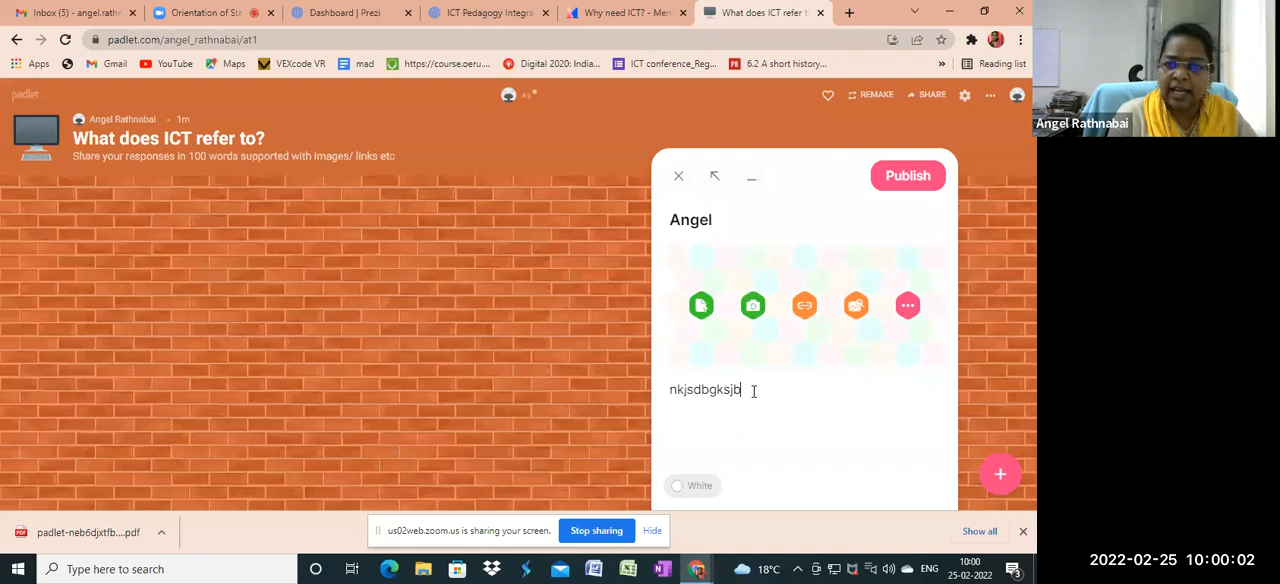 Inbox (5) - angel.rathn
Orientation of Sta
Dashboard | Prezi
ICT Pedagogy Integra
Why need ICT? - Men
What does ICT refer t
padlet.com/angel_rathnabai/at1
Apps
Gmail
YouTube
Maps
VEXcode VR
mad
https://course.oeru....
Digital 2020: India...
ICT conference_Reg...
6.2 A short history...
»
Reading list
padlet
REMAKE
SHARE
Angel Rathnabai
1m
What does ICT refer to?
Share your responses in 100 words supported with images/ links etc
Publish
Angel
nkjsdbgksjb
White
Angel Rathnabai
padlet-neb6djxtfb....pdf
us02web.zoom.us is sharing your screen.
Stop sharing
Hide
Show all
Type here to search
18°C
ENG
10:00
25-02-2022
3
2022-02-25 10:00:02